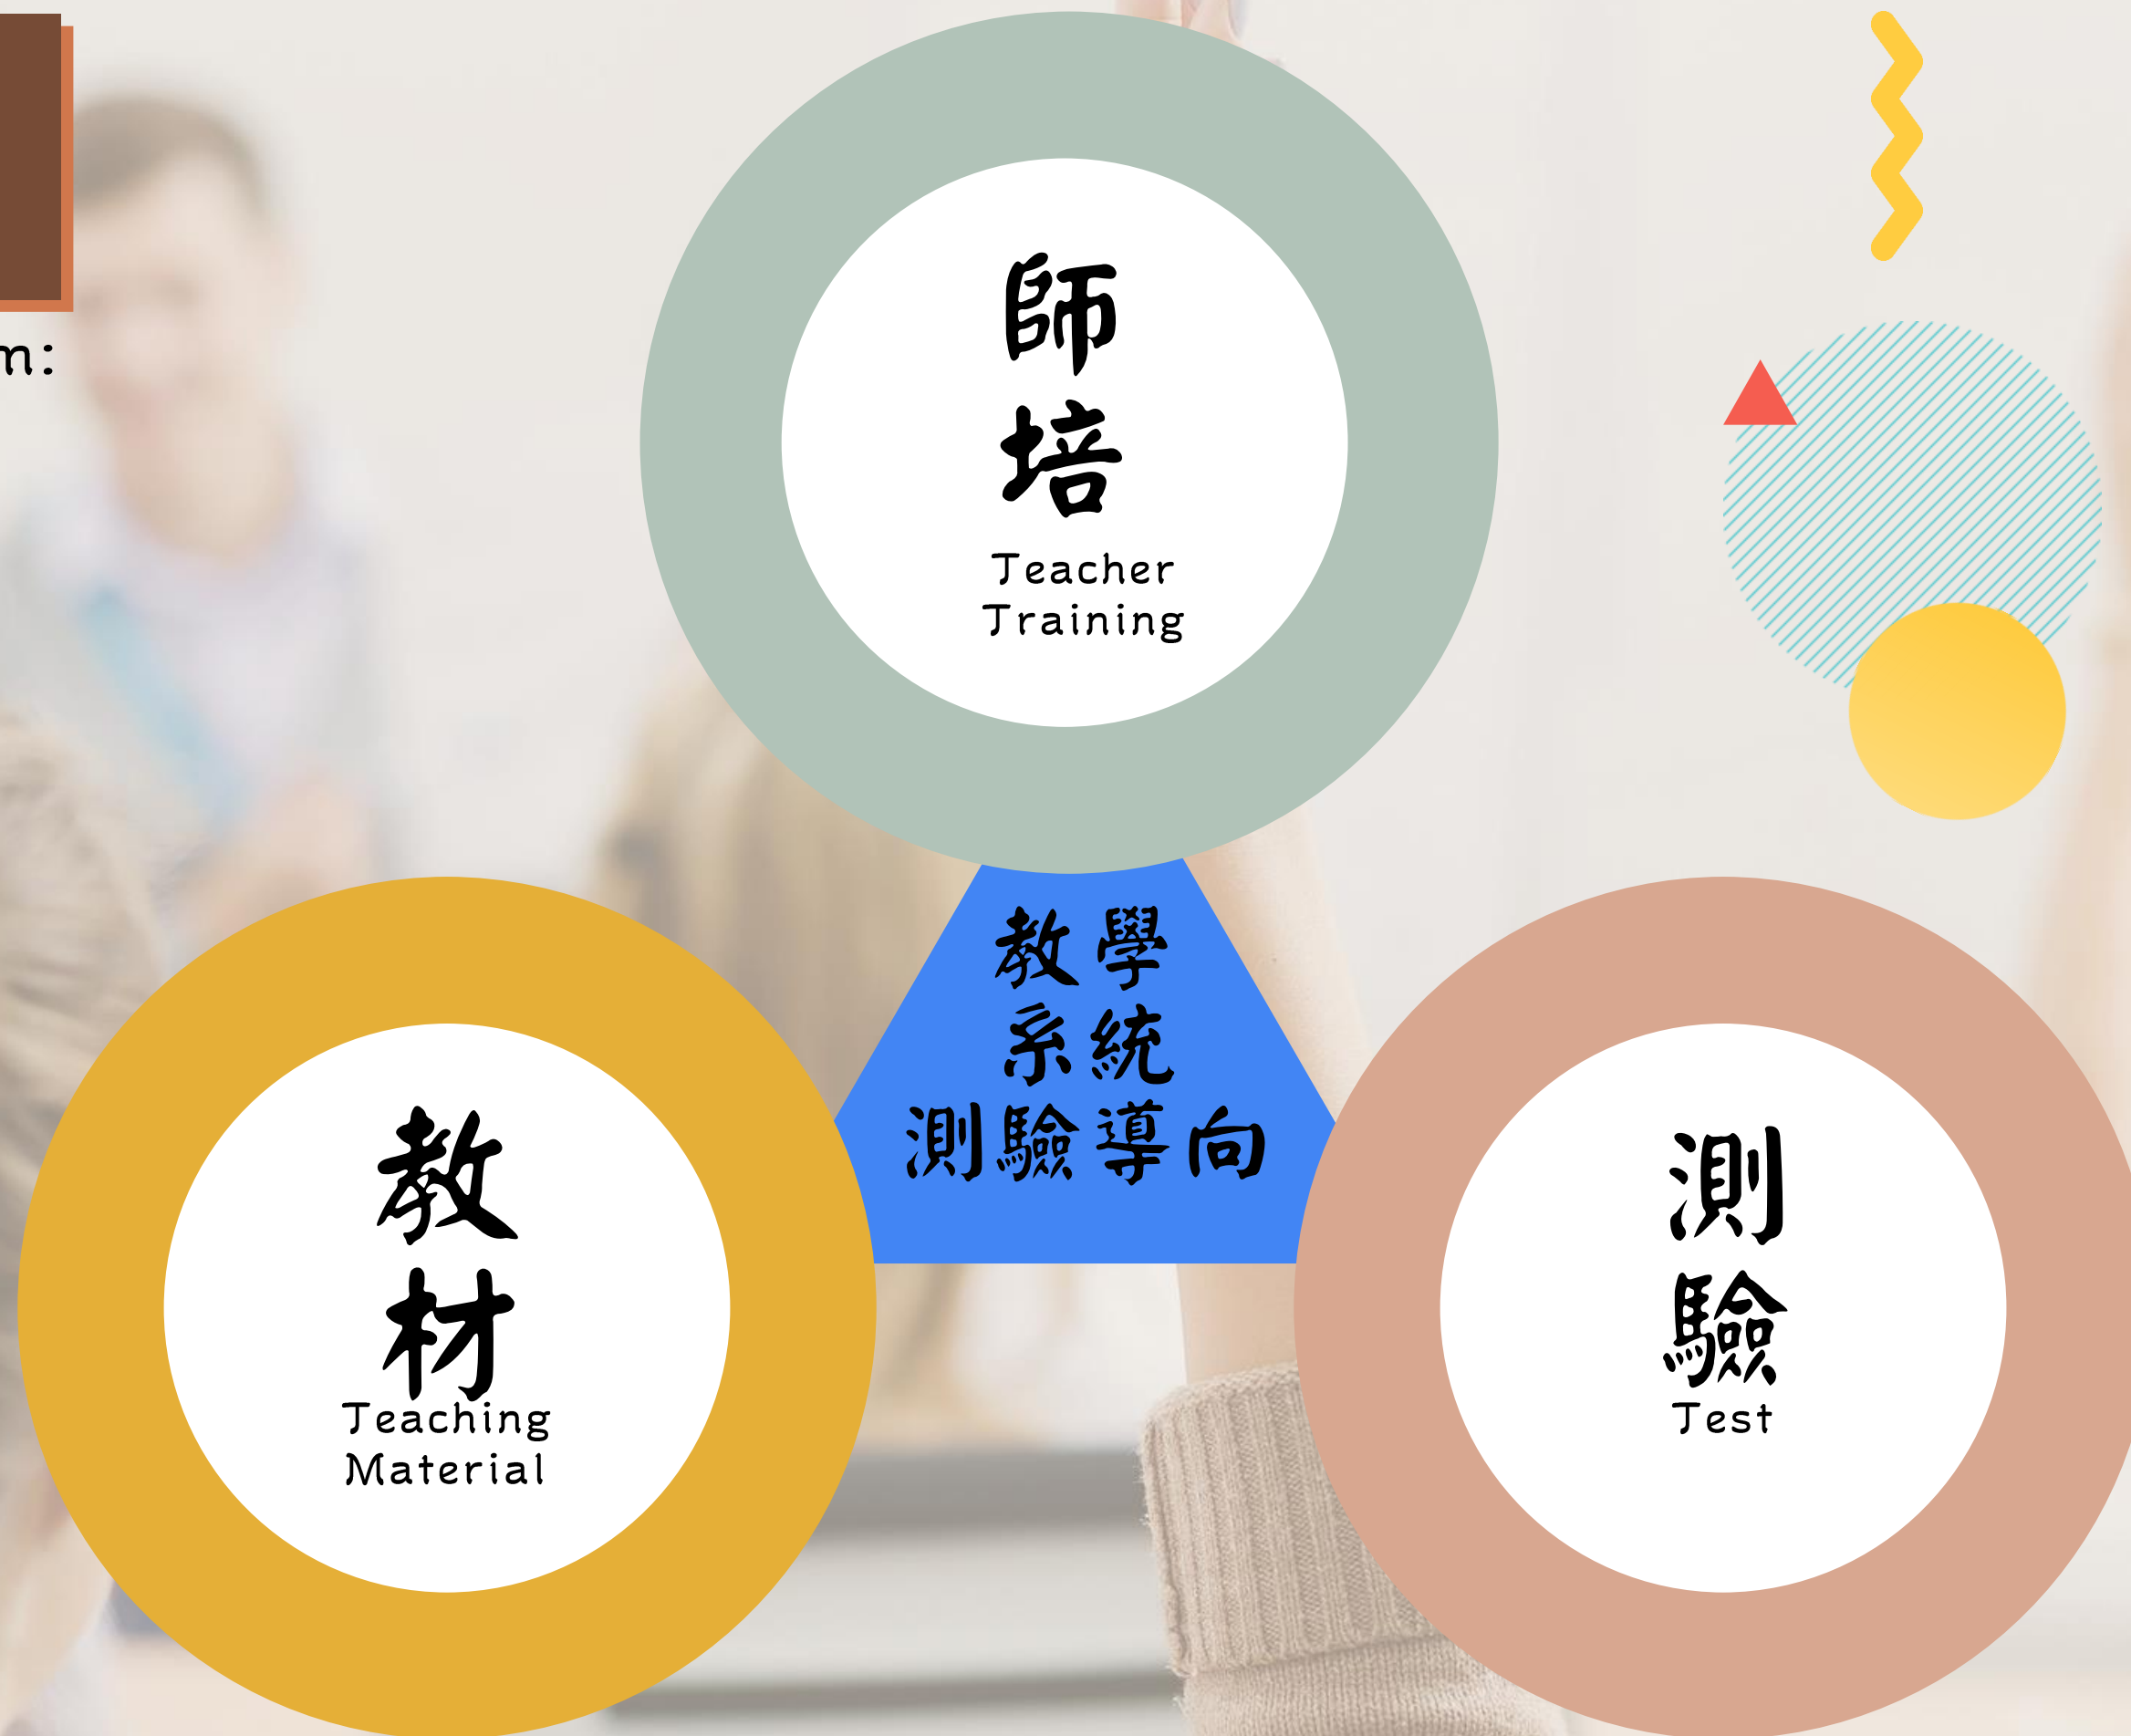 m:
師
培
Teacher
Training
教學
系統
測驗導向
教
材
Teaching
Material
測
驗
Test